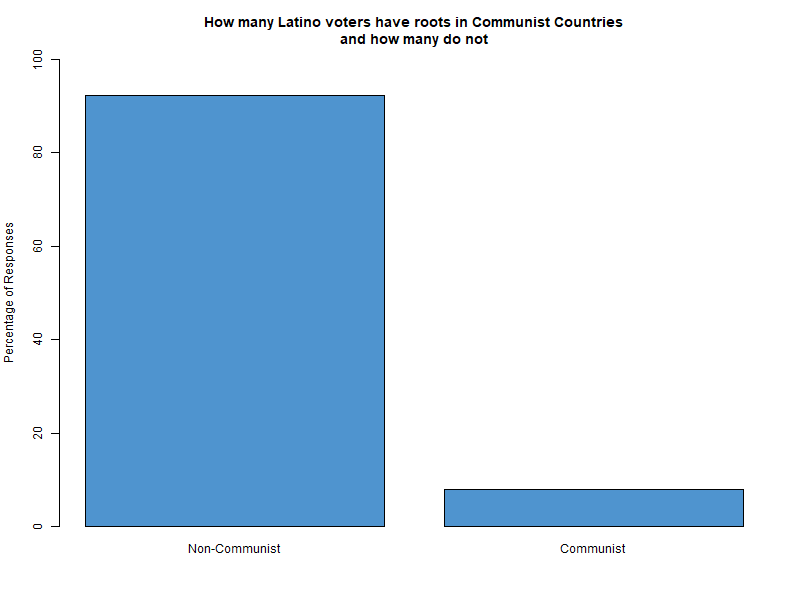 How many Latino voters have roots in Communist Countries
and how many do not
Percentage of Responses
100
80
60
40
20
0
Non-Communist
Communist